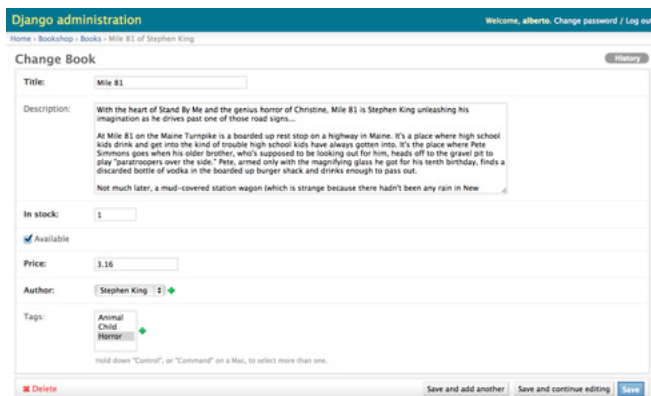 Django administration
Welcome, alberto. Change password / Log out
Home › Bookshop › Books › Mile 81 of Stephen King
Change Book
History
Title: Mile 81
Description: With the heart of Stand By Me and the genius horror of Christine, Mile 81 is Stephen King unleashing his
imagination as he drives past one of those road signs...
At Mile 81 on the Maine Turnpike is a boarded up rest stop on a highway in Maine. It's a place where high school
kids drink and get into the kind of trouble high school kids have always gotten into. It's the place where Pete
Simmons goes when his older brother, who's supposed to be looking out for him, heads off to the gravel pit to
play "paratroopers over the side." Pete, armed only with the magnifying glass he got for his tenth birthday, finds a
discarded bottle of vodka in the boarded up burger shack and drinks enough to pass out.
Not much later, a mud-covered station wagon (which is strange because there hadn't been any rain in New
In stock: 1
Available
Price: 3.16
Author: Stephen King
Tags: Animal
Child
Horror
Hold down "Control", or "Command" on a Mac, to select more than one.
Delete
Save and add another
Save and continue editing
Save